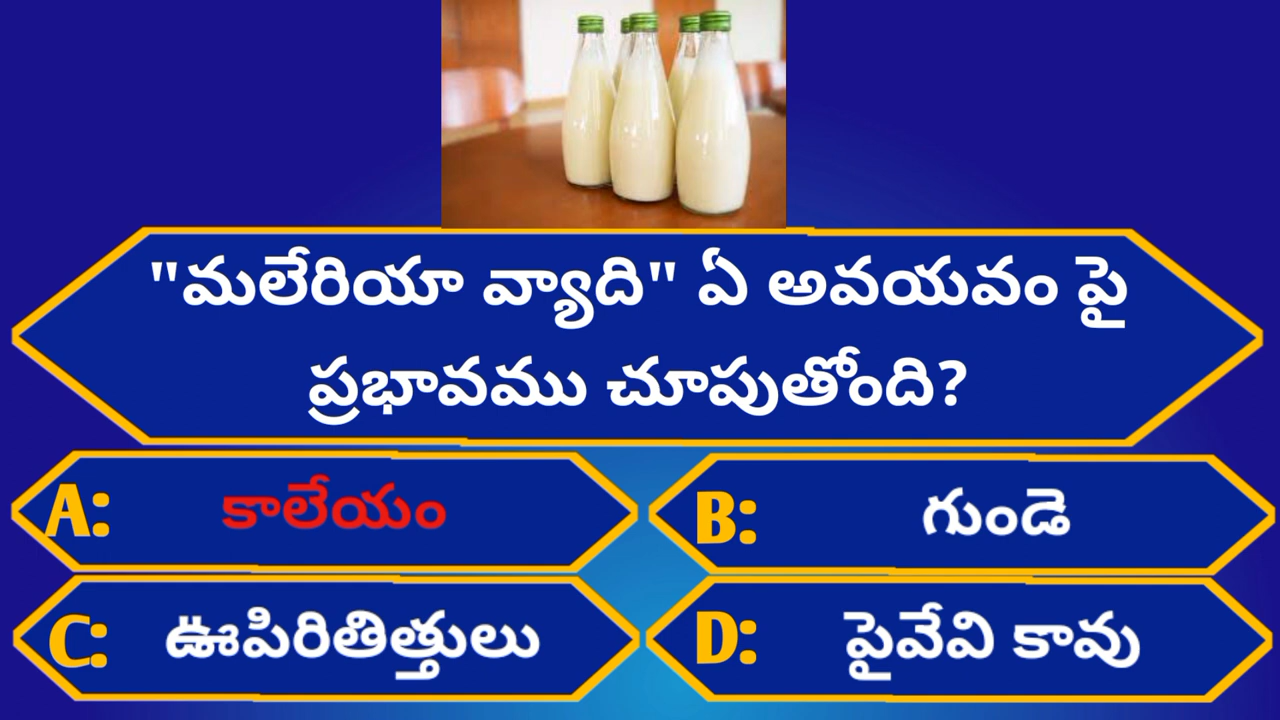 "మలేరియా వ్యాది" ఏ అవయవం పై
ప్రభావము చూపుతోంది?
A: కాలేయం
B: గుండె
C: ఊపిరితిత్తులు
D: పైవేవి కావు